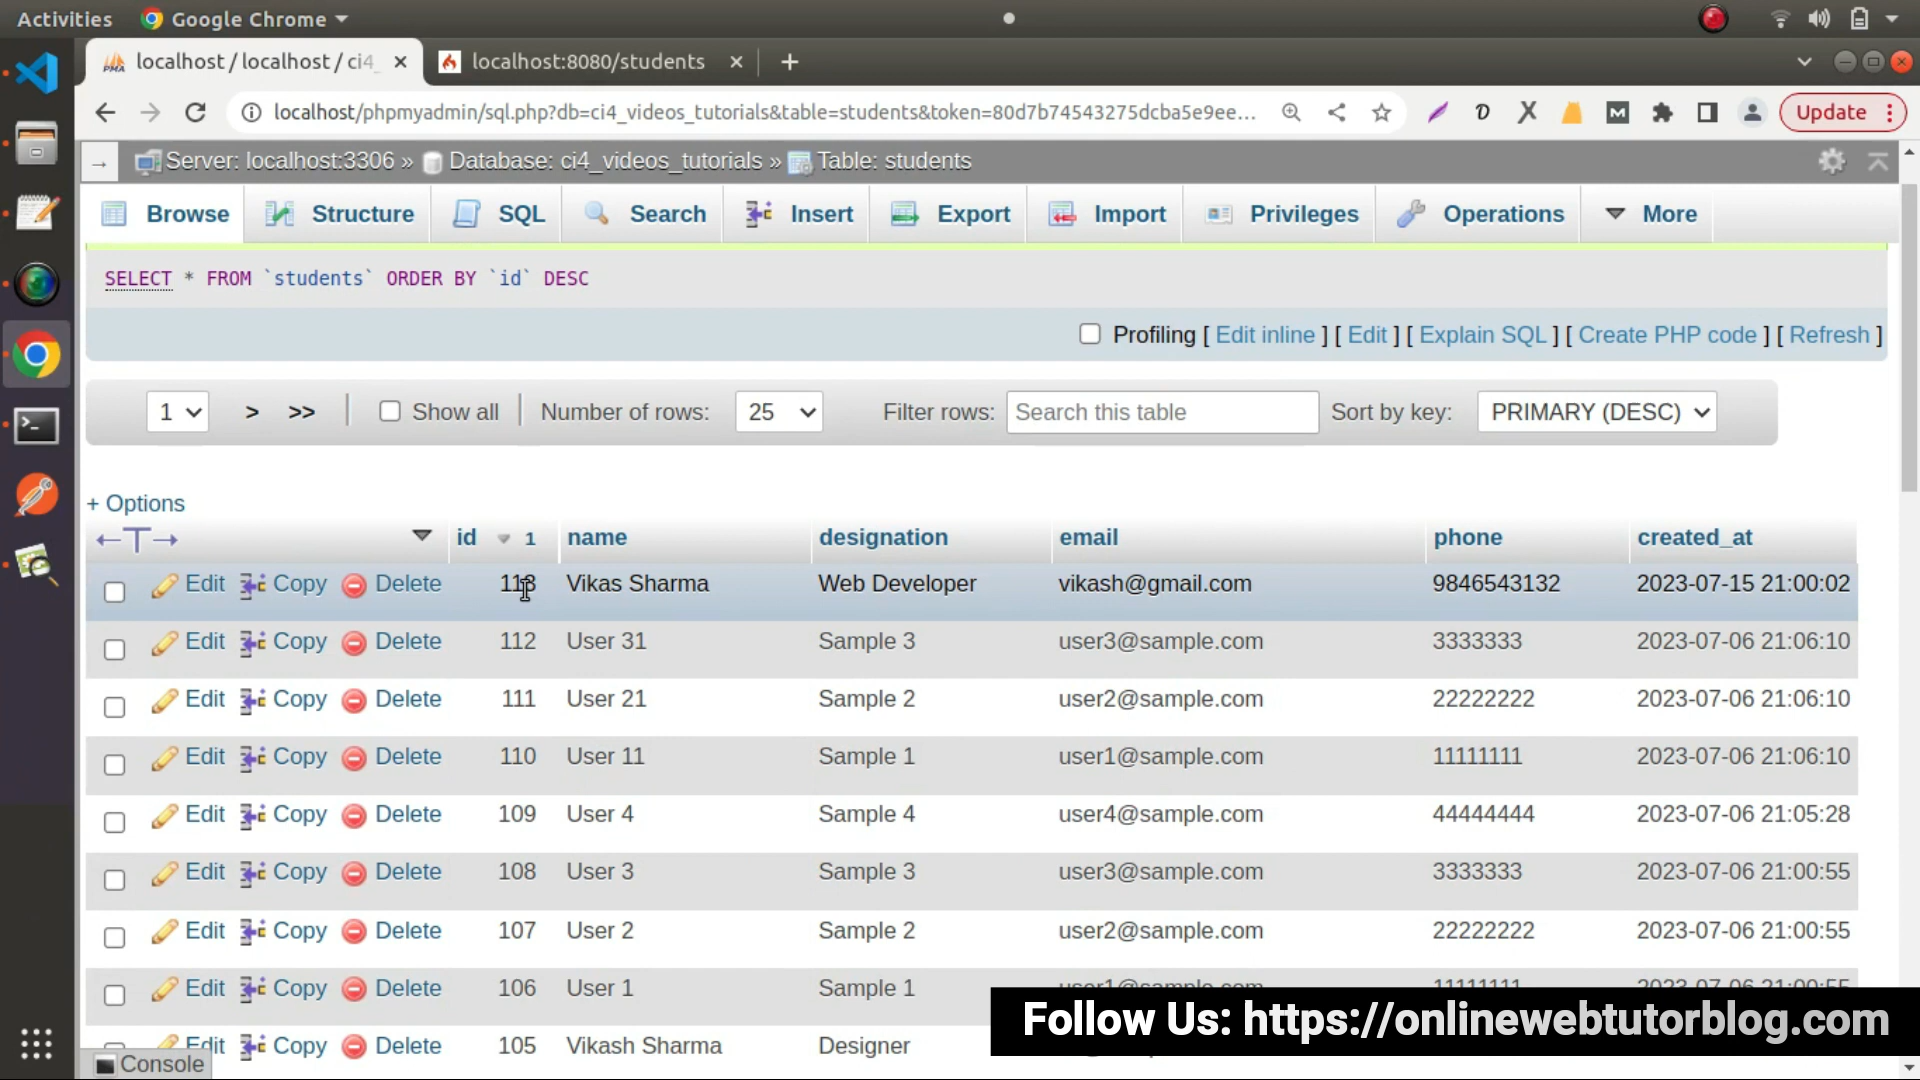 Activities Google Chrome
localhost / localhost / ci4_ localhost:8080/students
localhost/phpmyadmin/sql.php?db=ci4_videos_tutorials&table=students&token=80d7b74543275dcba5e9ee... Update
Server: localhost:3306 » Database: ci4_videos_tutorials » Table: students
Browse Structure SQL Search Insert Export Import Privileges Operations More
SELECT * FROM `students` ORDER BY `id` DESC
Profiling [ Edit inline ] [ Edit ] [ Explain SQL ] [ Create PHP code ] [ Refresh ]
1 > >> Show all Number of rows: 25 Filter rows: Search this table Sort by key: PRIMARY (DESC)
+ Options
←T→ id 1 name designation email phone created_at
Edit Copy Delete 113 Vikas Sharma Web Developer vikash@gmail.com 9846543132 2023-07-15 21:00:02
Edit Copy Delete 112 User 31 Sample 3 user3@sample.com 3333333 2023-07-06 21:06:10
Edit Copy Delete 111 User 21 Sample 2 user2@sample.com 22222222 2023-07-06 21:06:10
Edit Copy Delete 110 User 11 Sample 1 user1@sample.com 11111111 2023-07-06 21:06:10
Edit Copy Delete 109 User 4 Sample 4 user4@sample.com 44444444 2023-07-06 21:05:28
Edit Copy Delete 108 User 3 Sample 3 user3@sample.com 3333333 2023-07-06 21:00:55
Edit Copy Delete 107 User 2 Sample 2 user2@sample.com 22222222 2023-07-06 21:00:55
Edit Copy Delete 106 User 1 Sample 1
Edit Copy Delete 105 Vikash Sharma Designer
Follow Us: https://onlinewebtutorblog.com
Console